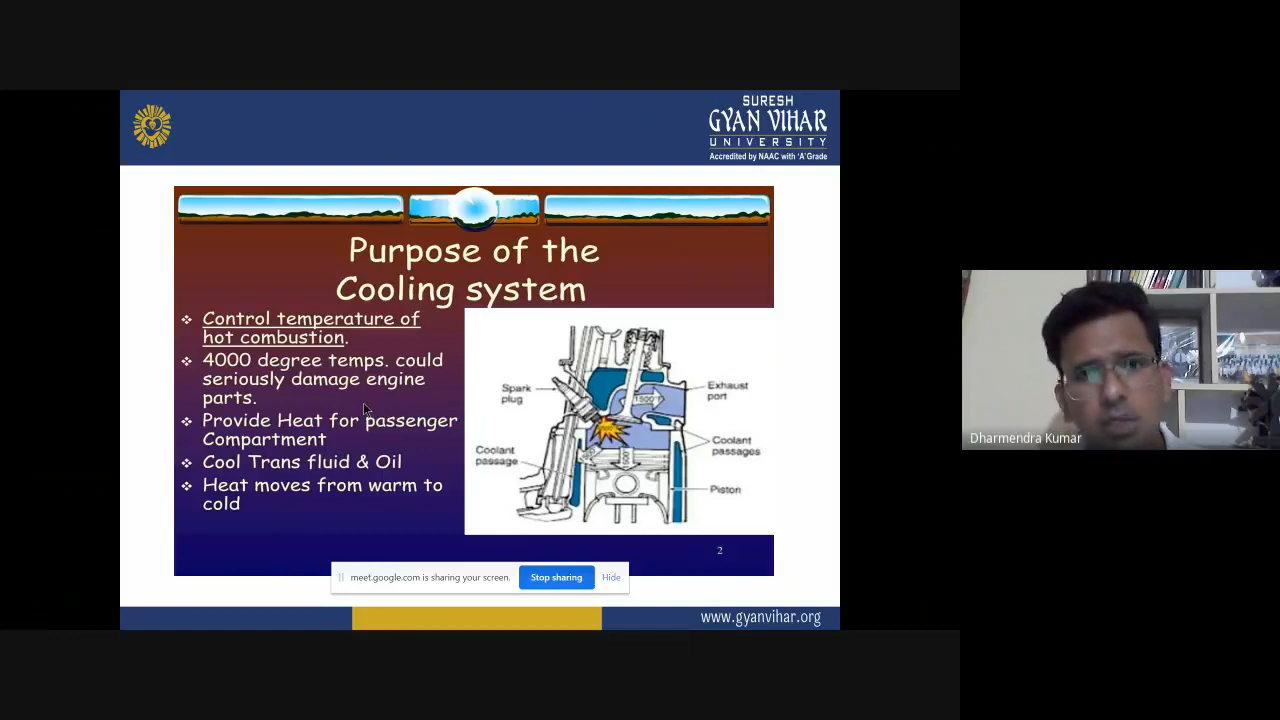 SURESH
GYAN VIHAR
UNIVERSITY
Accredited by NAAC with 'A' Grade
Purpose of the
Cooling system
Control temperature of
hot combustion.
4000 degree temps. could
seriously damage engine
parts.
Provide Heat for passenger
Compartment
Cool Trans fluid & Oil
Heat moves from warm to
cold
Spark
plug
Exhaust
port
1500°F
Coolant
passage
Coolant
passages
Piston
2
meet.google.com is sharing your screen.
Stop sharing
Hide
www.gyanvihar.org
Dharmendra Kumar